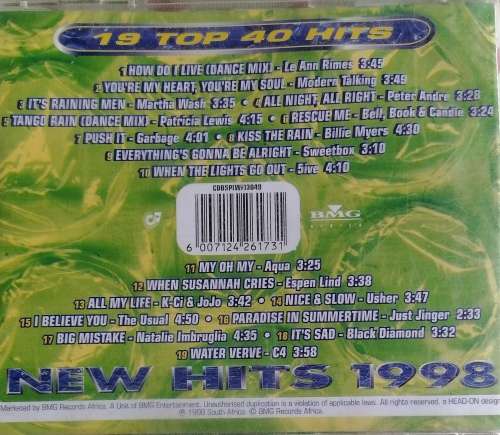 19 TOP 40 HITS
1 HOW DO I LIVE (DANCE MIX) - Le Ann Rimes 3:45
2 YOU'RE MY HEART, YOU'RE MY SOUL - Modern Talking 3:49
3 IT'S RAINING MEN - Martha Wash 3:35 • 4 ALL NIGHT, ALL RIGHT - Peter Andre 3:28
5 TANGO RAIN (DANCE MIX) - Patricia Lewis 4:15 • 6 RESCUE ME - Bell, Book & Candle 3:24
7 PUSH IT - Garbage 4:01 • 8 KISS THE RAIN - Billie Myers 4:30
9 EVERYTHING'S GONNA BE ALRIGHT - Sweetbox 3:10
10 WHEN THE LIGHTS GO OUT - 5ive 4:10
BMG
AFRICA
6 007124 261731
11 MY OH MY - Aqua 3:25
12 WHEN SUSANNAH CRIES - Espen Lind 3:38
13 ALL MY LIFE - K-Ci & JoJo 3:42 • 14 NICE & SLOW - Usher 3:47
15 I BELIEVE YOU - The Usual 4:50 • 16 PARADISE IN SUMMERTIME - Just Jinger 2:33
17 BIG MISTAKE - Natalie Imbruglia 4:35 • 18 IT'S SAD - Black Diamond 3:32
19 WATER VERVE - C4 3:58
NEW HITS 1998
Marketed by BMG Records Africa. A Unit of BMG Entertainment. Unauthorised duplication is a violation of applicable laws. All rights reserved. a HEAD-ON design
℗ 1998 South Africa. © BMG Records Africa.